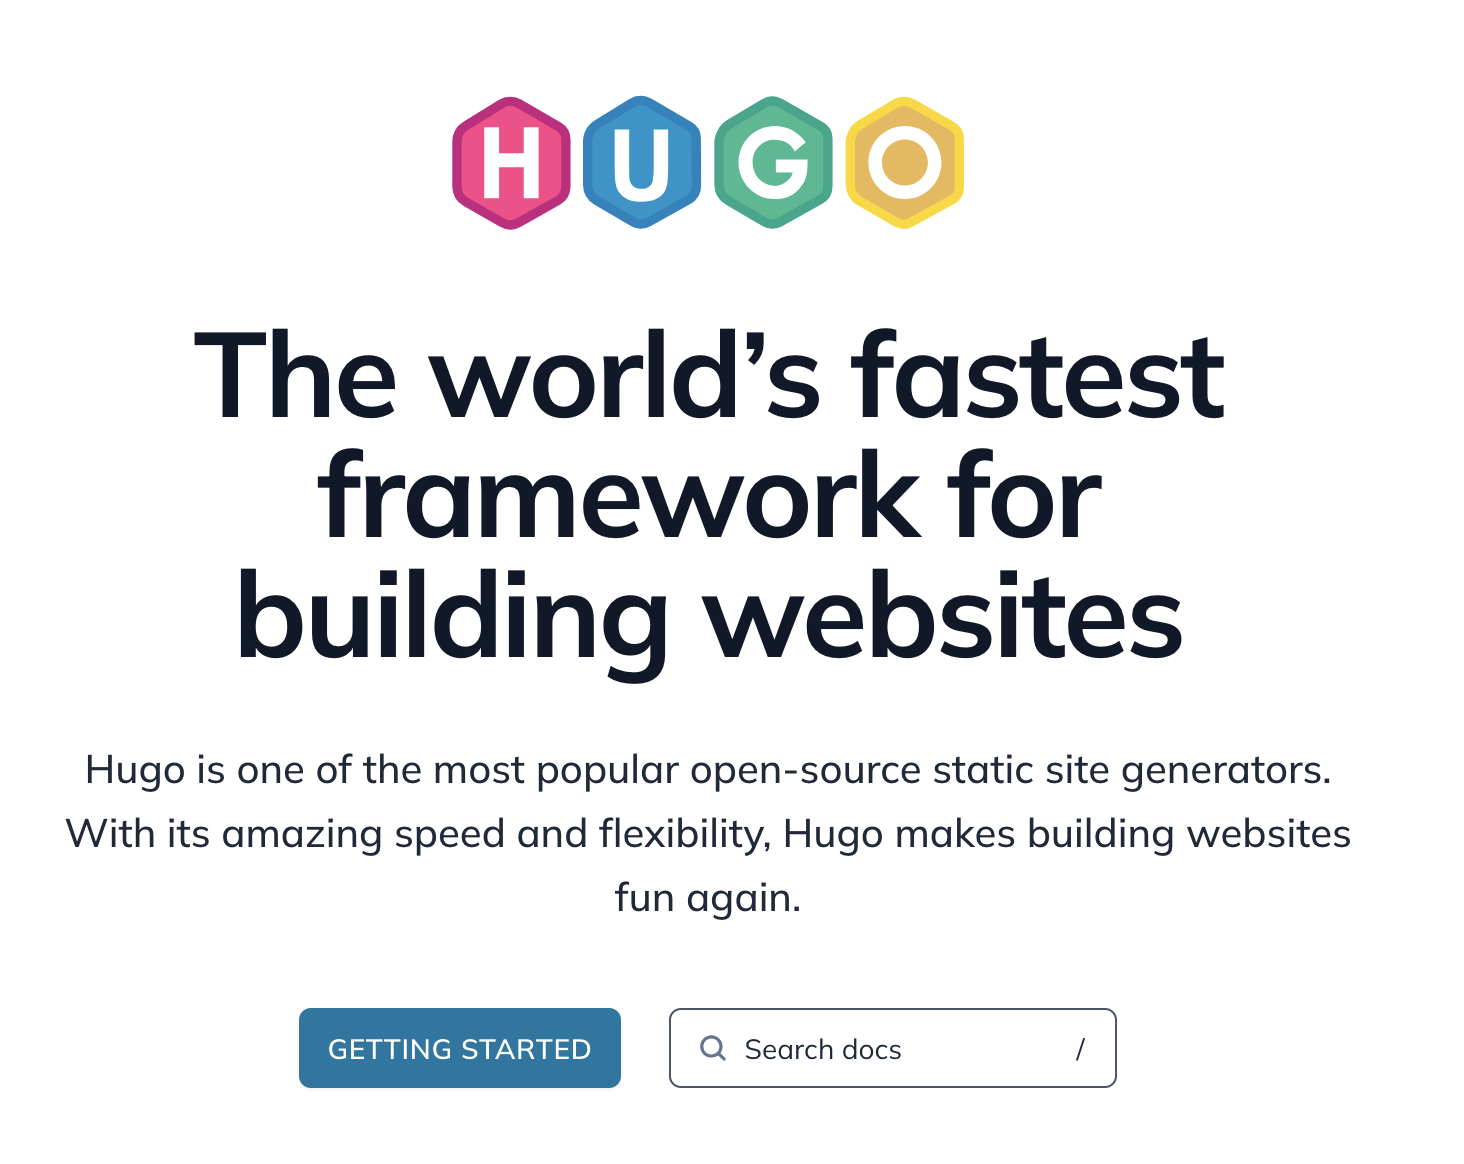 HUGO
The world’s fastest
framework for
building websites
Hugo is one of the most popular open-source static site generators.
With its amazing speed and flexibility, Hugo makes building websites
fun again.
GETTING STARTED
Search docs /